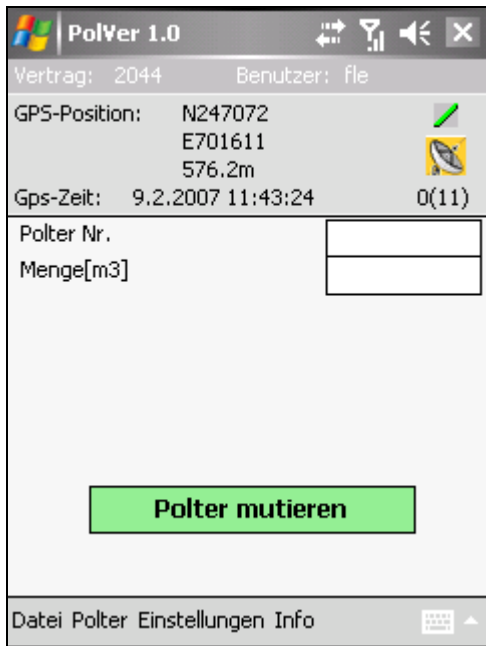 PolVer 1.0
Vertrag: 2044 Benutzer: fle
GPS-Position: N247072
E701611
576.2m
Gps-Zeit: 9.2.2007 11:43:24 0(11)
Polter Nr.
Menge[m3]
Polter mutieren
Datei Polter Einstellungen Info